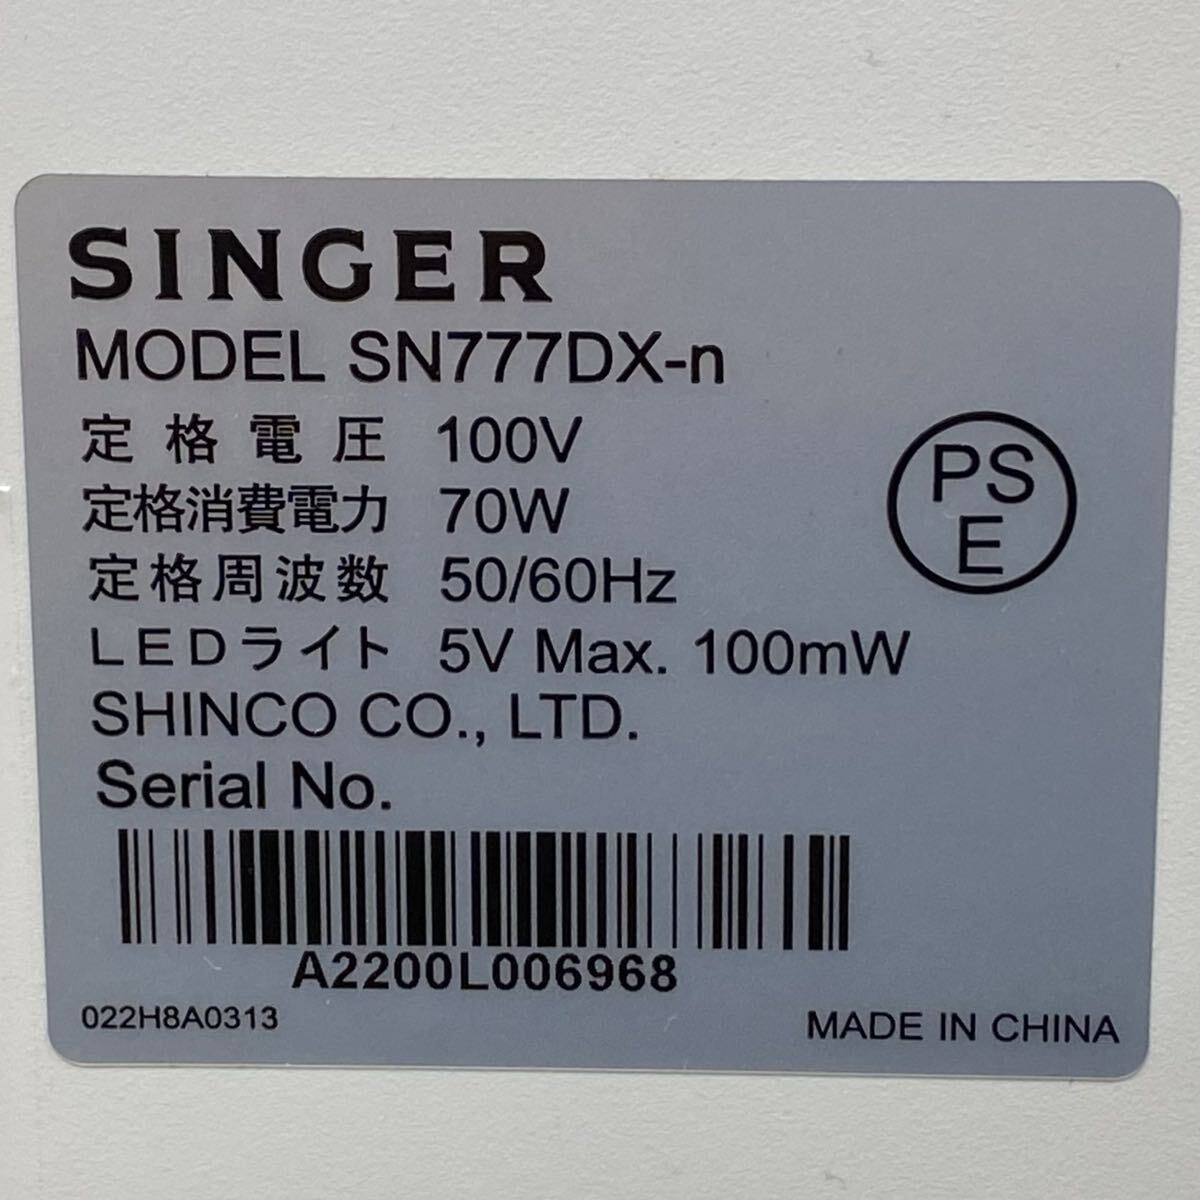 SINGER
MODEL SN777DX-n
定格電圧 100V
定格消費電力 70W
定格周波数 50/60Hz
PS
E
LEDライト 5V Max. 100mW
SHINCO CO., LTD.
Serial No.
A2200L006968
022H8A0313
MADE IN CHINA